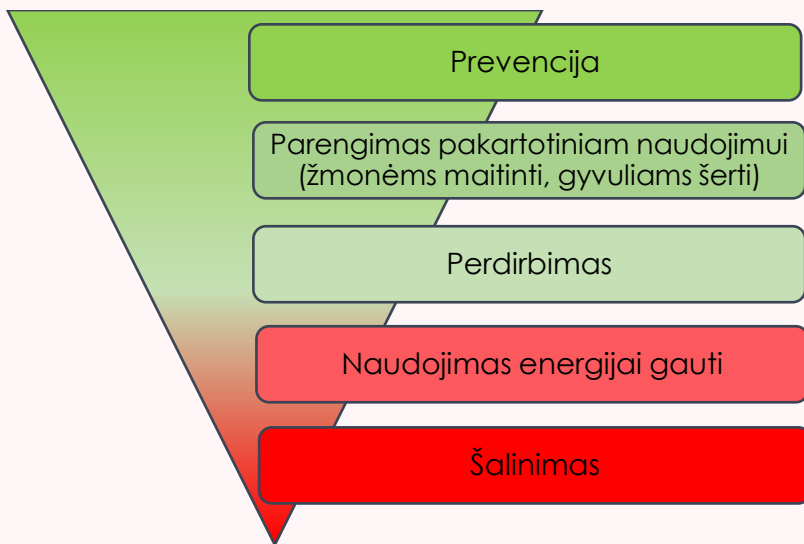 Prevencija
Parengimas pakartotiniam naudojimui
(žmonėms maitinti, gyvuliams šerti)
Perdirbimas
Naudojimas energijai gauti
Šalinimas